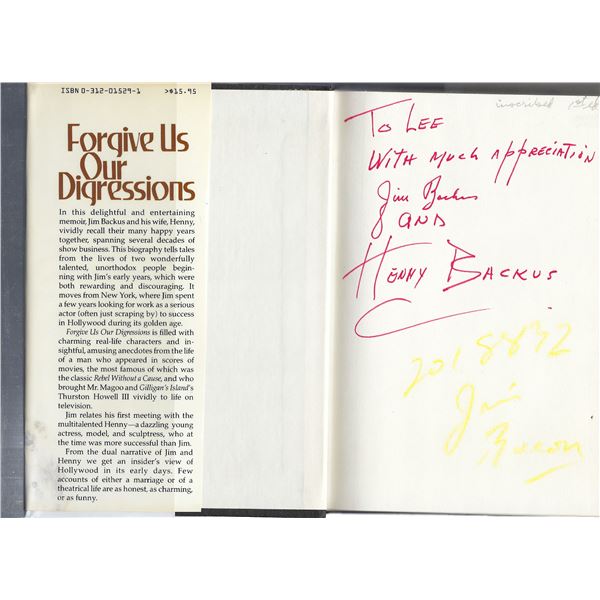 ISBN 0-312-01529-1 >$15.95
Forgive Us
Our
Digressions
In this delightful and entertaining
memoir, Jim Backus and his wife, Henny,
vividly recall their many happy years
together, spanning several decades of
show business. This biography tells tales
from the lives of two wonderfully
talented, unorthodox people begin-
ning with Jim's early years, which were
both rewarding and discouraging. It
moves from New York, where Jim spent
a few years looking for work as a serious
actor (often just scraping by) to success
in Hollywood during its golden age.
Forgive Us Our Digressions is filled with
charming real-life characters and in-
sightful, amusing anecdotes from the life
of a man who appeared in scores of
movies, the most famous of which was
the classic Rebel Without a Cause, and who
brought Mr. Magoo and Gilligan's Island's
Thurston Howell III vividly to life on
television.
Jim relates his first meeting with the
multitalented Henny—a dazzling young
actress, model, and sculptress, who at
the time was more successful than Jim.
From the dual narrative of Jim and
Henny we get an insider's view of
Hollywood in its early days. Few
accounts of either a marriage or of a
theatrical life are as honest, as charming,
or as funny.
inscribed
To Lee
With much appreciation
Jim Backus
AND
Henny Backus
Jim